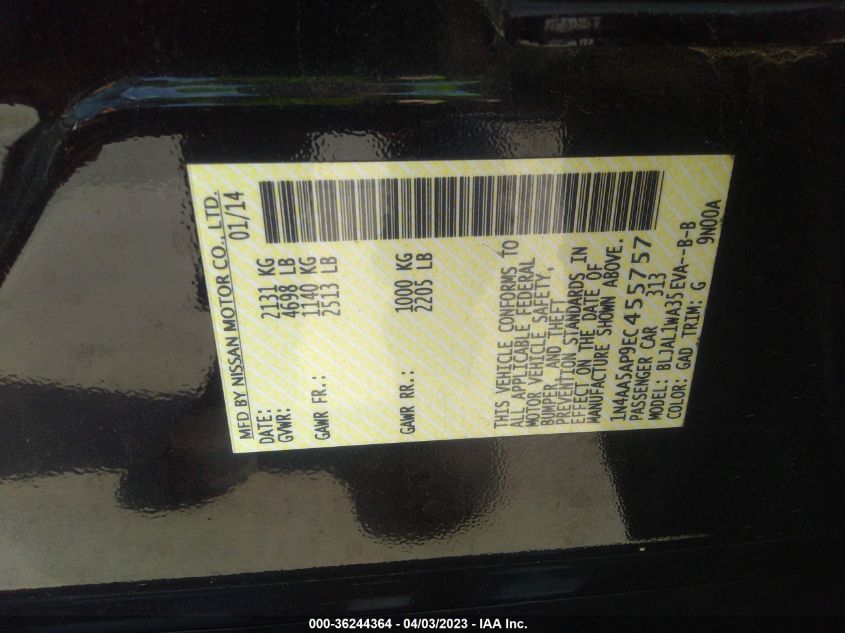 MFD BY NISSAN MOTOR CO., LTD.
DATE: 01/14
GVWR: 2131 KG
4698 LB
GAWR FR.: 1140 KG
2513 LB
GAWR RR.: 1000 KG
2205 LB
THIS VEHICLE CONFORMS TO
ALL APPLICABLE FEDERAL
MOTOR VEHICLE SAFETY,
BUMPER, AND THEFT
PREVENTION STANDARDS IN
EFFECT ON THE DATE OF
MANUFACTURE SHOWN ABOVE.
1N4AA5AP9EC455757
PASSENGER CAR 313
MODEL: BLJALIWA35EVA--B-B
COLOR: GAD TRIM: G 9N00A
000-36244364 - 04/03/2023 - IAA Inc.